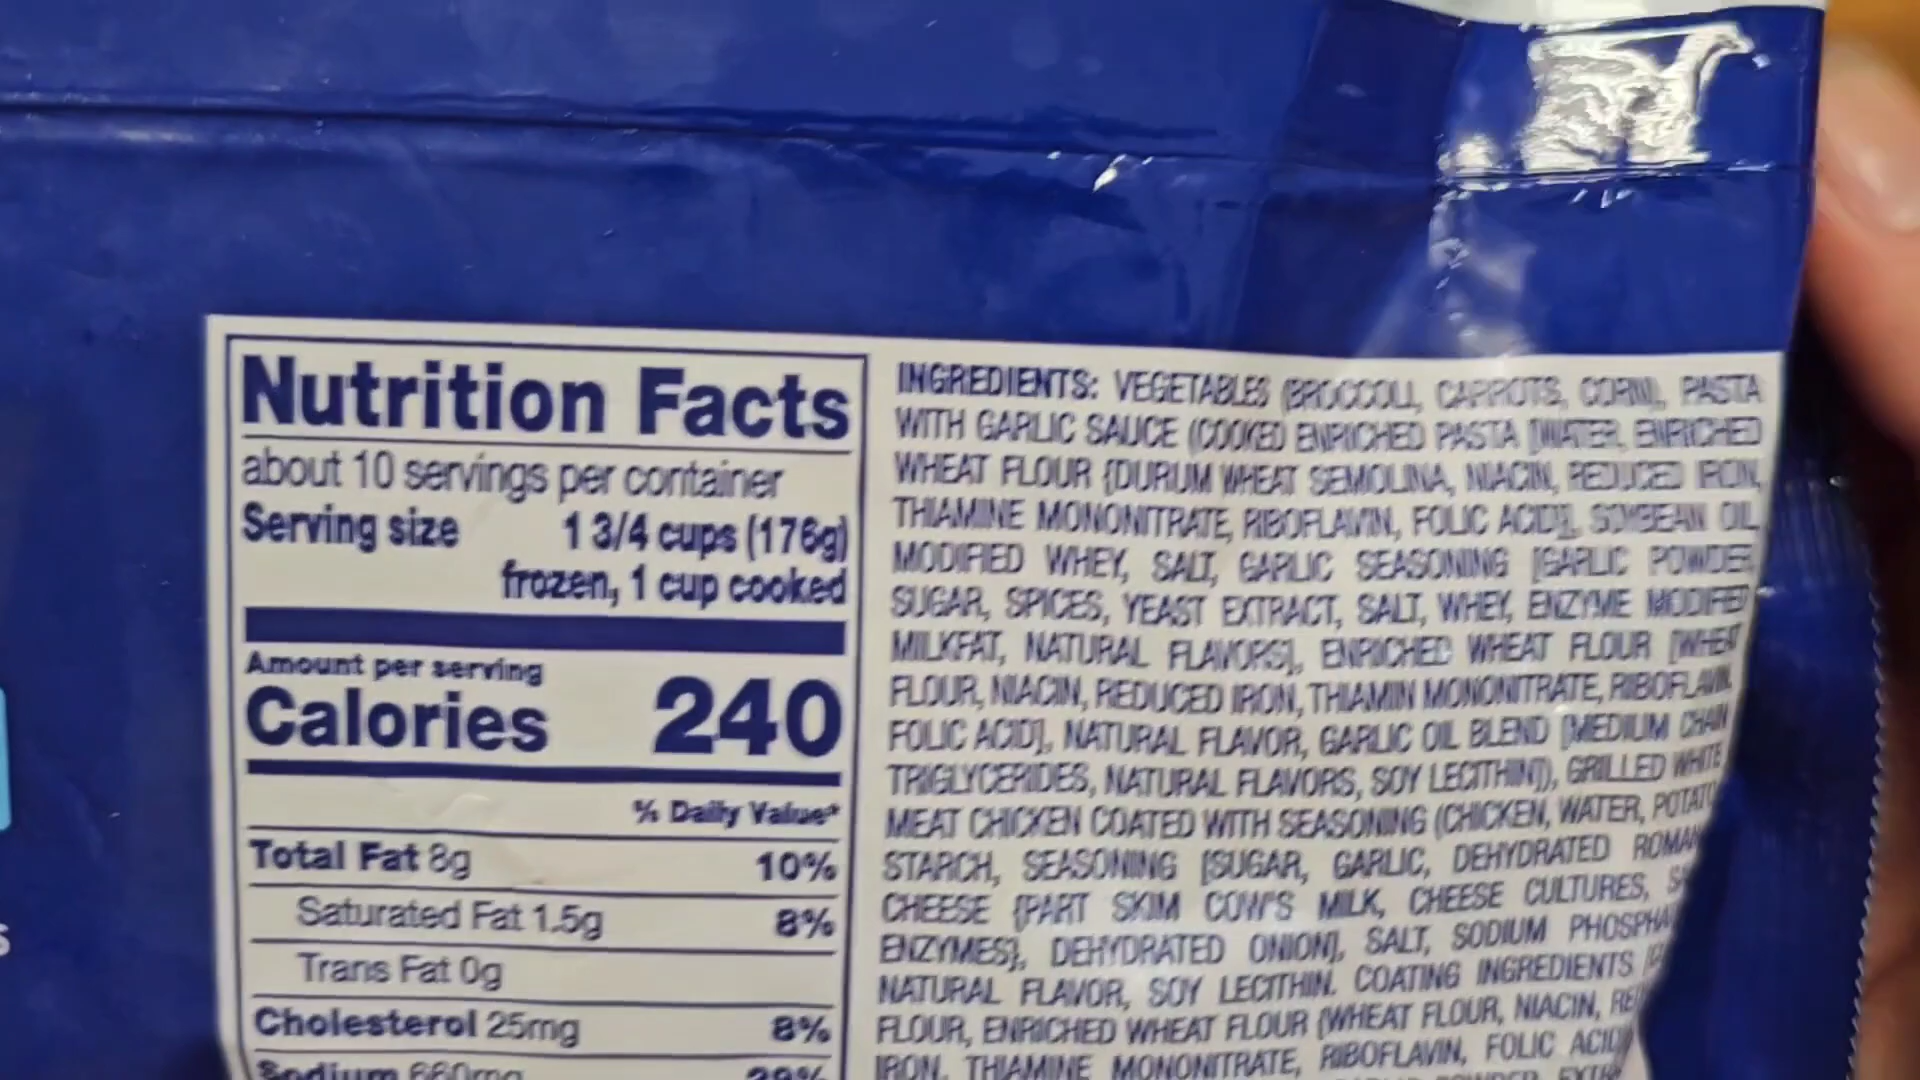 Nutrition Facts
about 10 servings per container
Serving size 1 3/4 cups (176g)
frozen, 1 cup cooked
Amount per serving
Calories 240
% Daily Value*
Total Fat 8g 10%
Saturated Fat 1.5g 8%
Trans Fat 0g
Cholesterol 25mg 8%
Sodium 660mg
INGREDIENTS: VEGETABLES (BROCCOLI, CARROTS, CORN), PASTA
WITH GARLIC SAUCE (COOKED ENRICHED PASTA [WATER, ENRICHED
WHEAT FLOUR {DURUM WHEAT SEMOLINA, NIACIN, REDUCED IRON,
THIAMINE MONONITRATE, RIBOFLAVIN, FOLIC ACID}], SOYBEAN OIL,
MODIFIED WHEY, SALT, GARLIC SEASONING [GARLIC POWDER,
SUGAR, SPICES, YEAST EXTRACT, SALT, WHEY, ENZYME MODIFIED
MILKFAT, NATURAL FLAVORS], ENRICHED WHEAT FLOUR [WHEAT
FLOUR, NIACIN, REDUCED IRON, THIAMIN MONONITRATE, RIBOFLAVIN,
FOLIC ACID], NATURAL FLAVOR, GARLIC OIL BLEND [MEDIUM CHAIN
TRIGLYCERIDES, NATURAL FLAVORS, SOY LECITHIN]), GRILLED WHITE
MEAT CHICKEN COATED WITH SEASONING (CHICKEN, WATER, POTATO
STARCH, SEASONING [SUGAR, GARLIC, DEHYDRATED ROMAN
CHEESE {PART SKIM COW'S MILK, CHEESE CULTURES,
ENZYMES}, DEHYDRATED ONION], SALT, SODIUM PHOSPHA
NATURAL FLAVOR, SOY LECITHIN. COATING INGREDIENTS
FLOUR, ENRICHED WHEAT FLOUR (WHEAT FLOUR, NIACIN,
IRON, THIAMINE MONONITRATE, RIBOFLAVIN, FOLIC ACID